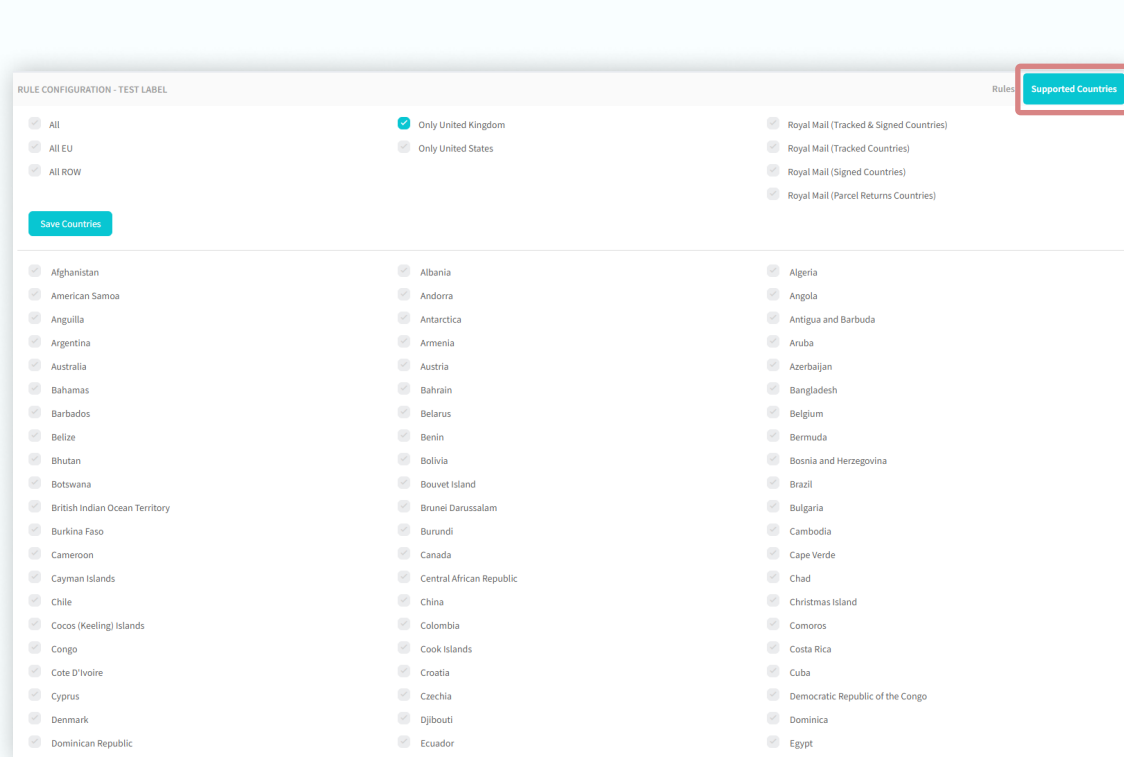 RULE CONFIGURATION - TEST LABEL Rules Supported Countries
All Only United Kingdom Royal Mail (Tracked & Signed Countries)
All EU Only United States Royal Mail (Tracked Countries)
All ROW Royal Mail (Signed Countries)
Royal Mail (Parcel Returns Countries)
Save Countries
Afghanistan Albania Algeria
American Samoa Andorra Angola
Anguilla Antarctica Antigua and Barbuda
Argentina Armenia Aruba
Australia Austria Azerbaijan
Bahamas Bahrain Bangladesh
Barbados Belarus Belgium
Belize Benin Bermuda
Bhutan Bolivia Bosnia and Herzegovina
Botswana Bouvet Island Brazil
British Indian Ocean Territory Brunei Darussalam Bulgaria
Burkina Faso Burundi Cambodia
Cameroon Canada Cape Verde
Cayman Islands Central African Republic Chad
Chile China Christmas Island
Cocos (Keeling) Islands Colombia Comoros
Congo Cook Islands Costa Rica
Cote D'Ivoire Croatia Cuba
Cyprus Czechia Democratic Republic of the Congo
Denmark Djibouti Dominica
Dominican Republic Ecuador Egypt